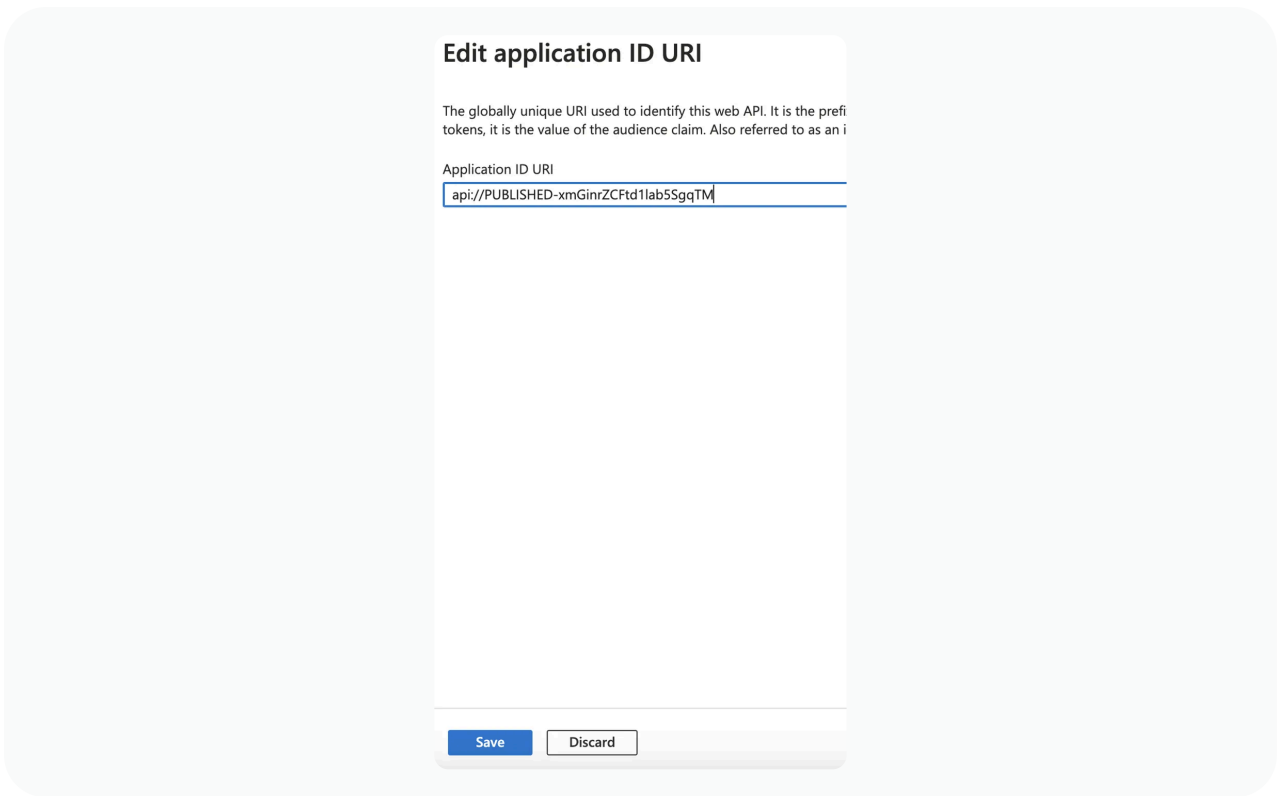 Edit application ID URI
The globally unique URI used to identify this web API. It is the prefi
tokens, it is the value of the audience claim. Also referred to as an i
Application ID URI
api://PUBLISHED-xmGinrZCFtd1lab5SgqTM
Save
Discard